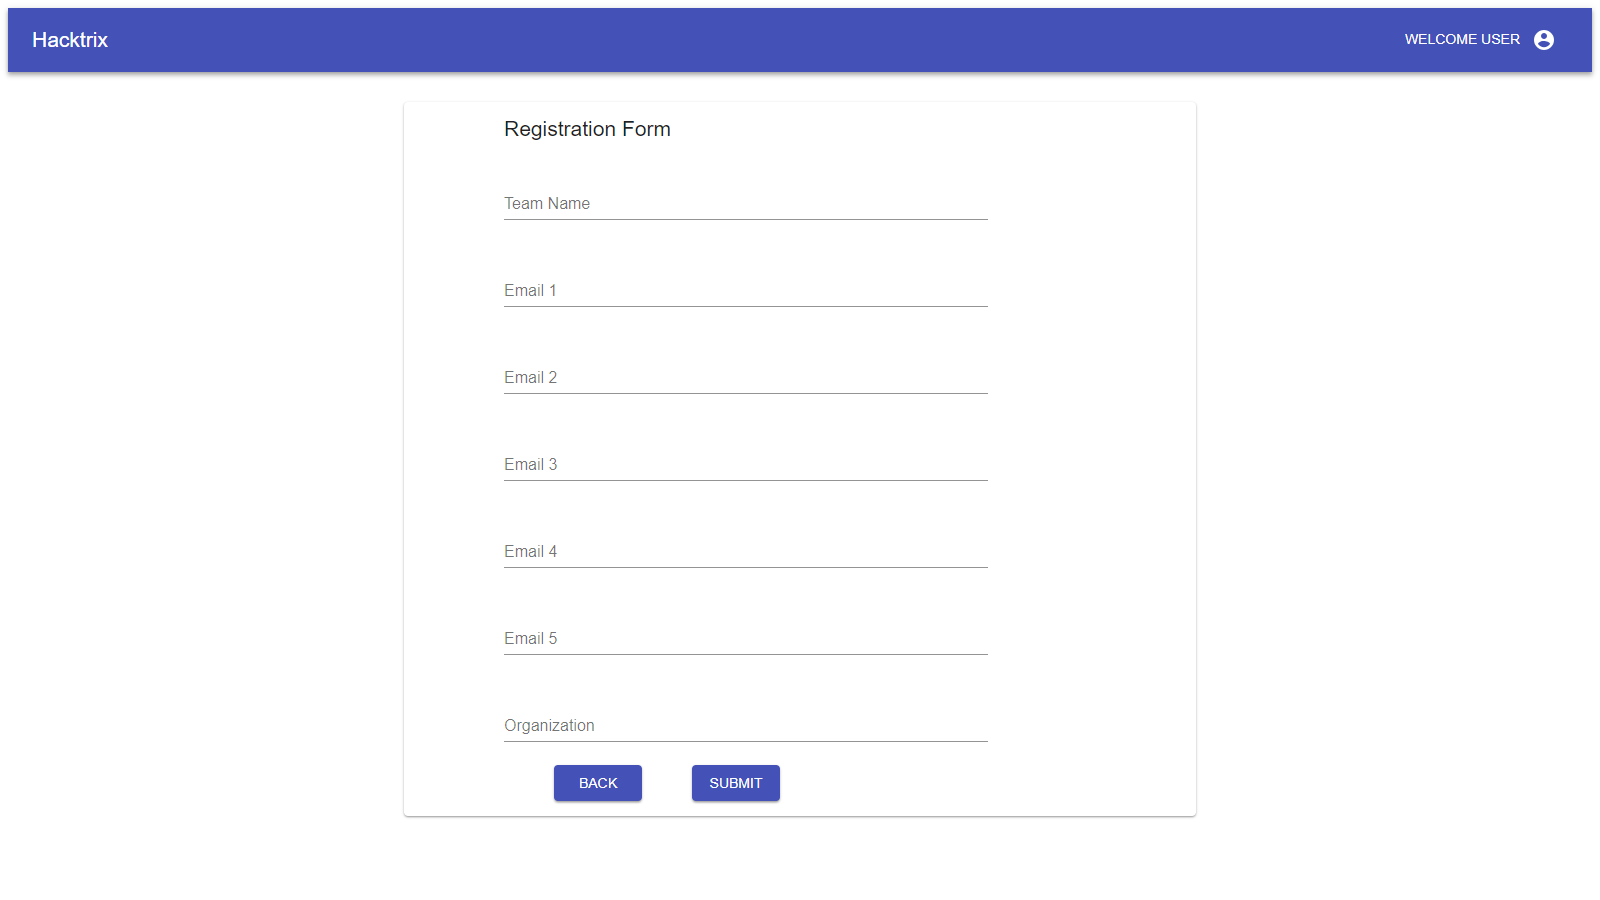 Hacktrix
WELCOME USER
Registration Form
Team Name
Email 1
Email 2
Email 3
Email 4
Email 5
Organization
BACK
SUBMIT